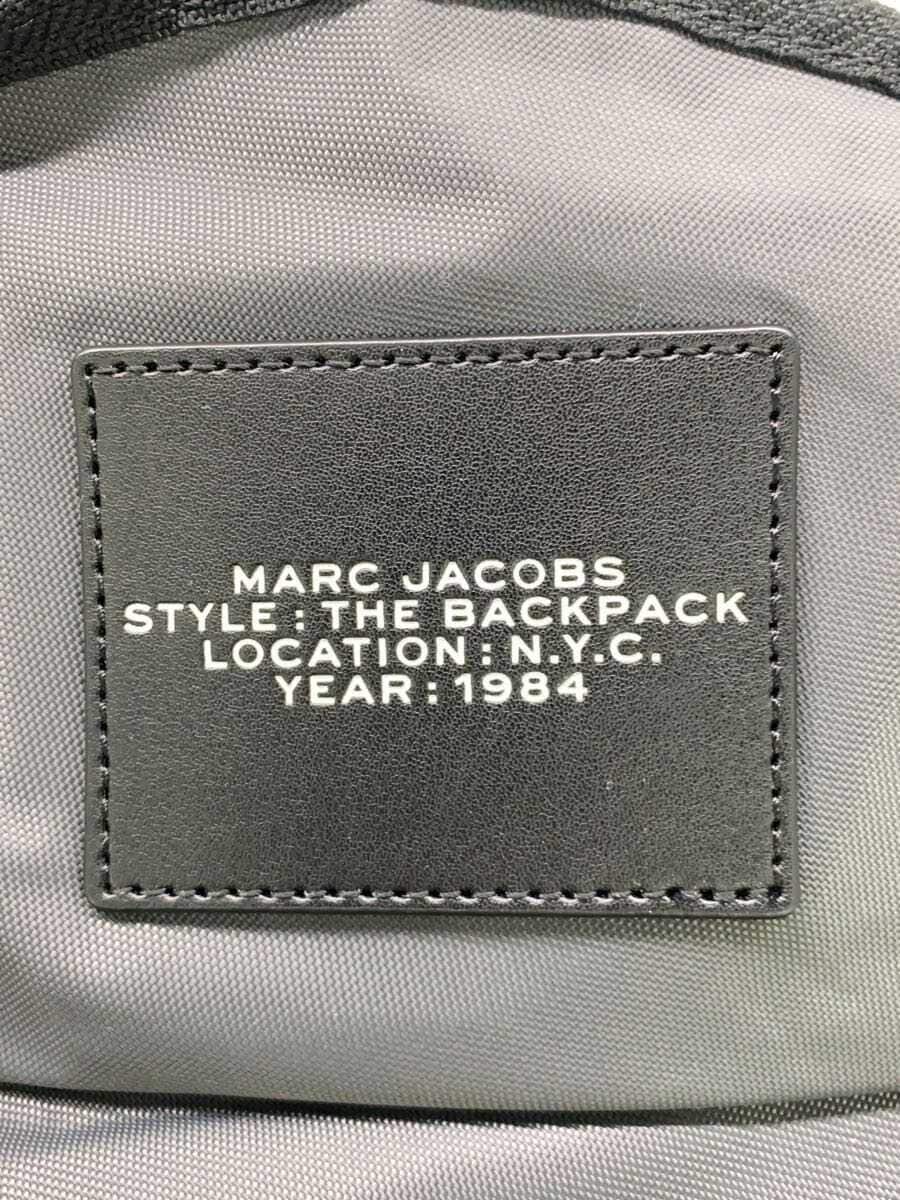 MARC JACOBS
STYLE : THE BACKPACK
LOCATION : N.Y.C.
YEAR : 1984